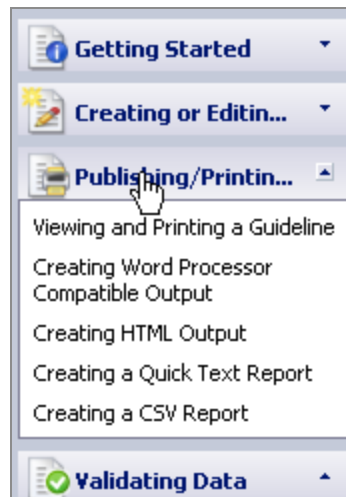 Getting Started
Creating or Editin...
Publishing/Printin...
Viewing and Printing a Guideline
Creating Word Processor
Compatible Output
Creating HTML Output
Creating a Quick Text Report
Creating a CSV Report
Validating Data